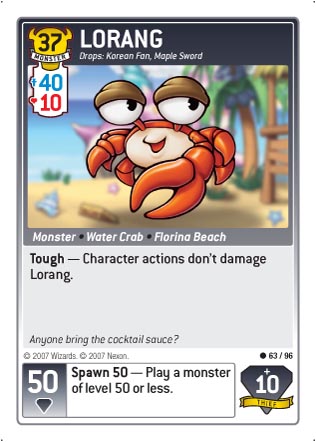 37
MONSTER
LORANG
Drops: Korean Fan, Maple Sword
40
10
Monster • Water Crab • Florina Beach
Tough — Character actions don't damage
Lorang.
Anyone bring the cocktail sauce?
© 2007 Wizards. © 2007 Nexon.
● 63 / 96
50
Spawn 50 — Play a monster
of level 50 or less.
+
10
THIEF